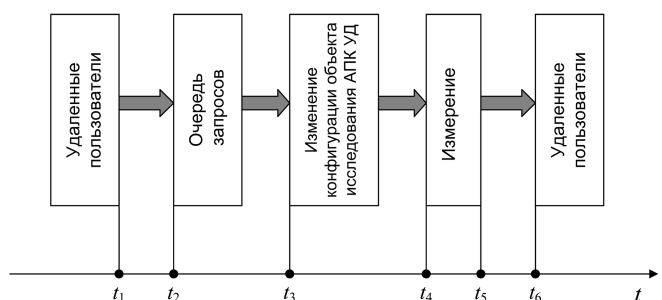 Удаленные
пользователи
Очередь
запросов
Изменение
конфигурации объекта
исследования АПК УД
Измерение
Удаленные
пользователи
t1
t2
t3
t4
t5
t6
t